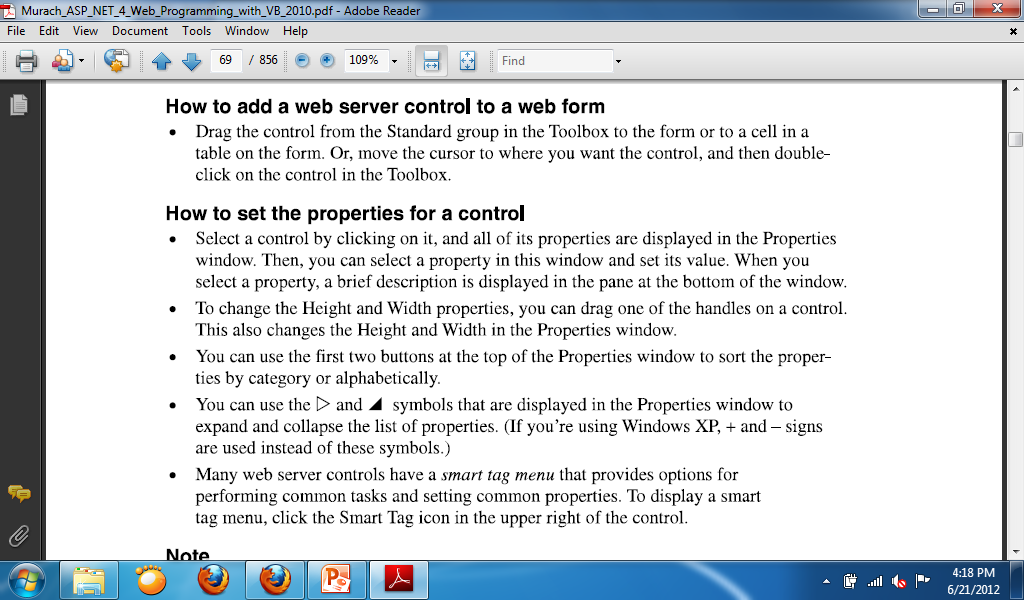 Murach_ASP_NET_4_Web_Programming_with_VB_2010.pdf - Adobe Reader
File Edit View Document Tools Window Help
69 / 856 109% Find
How to add a web server control to a web form
• Drag the control from the Standard group in the Toolbox to the form or to a cell in a
table on the form. Or, move the cursor to where you want the control, and then double-
click on the control in the Toolbox.
How to set the properties for a control
• Select a control by clicking on it, and all of its properties are displayed in the Properties
window. Then, you can select a property in this window and set its value. When you
select a property, a brief description is displayed in the pane at the bottom of the window.
• To change the Height and Width properties, you can drag one of the handles on a control.
This also changes the Height and Width in the Properties window.
• You can use the first two buttons at the top of the Properties window to sort the proper-
ties by category or alphabetically.
• You can use the ▷ and ◢ symbols that are displayed in the Properties window to
expand and collapse the list of properties. (If you're using Windows XP, + and – signs
are used instead of these symbols.)
• Many web server controls have a smart tag menu that provides options for
performing common tasks and setting common properties. To display a smart
tag menu, click the Smart Tag icon in the upper right of the control.
Note
4:18 PM
6/21/2012